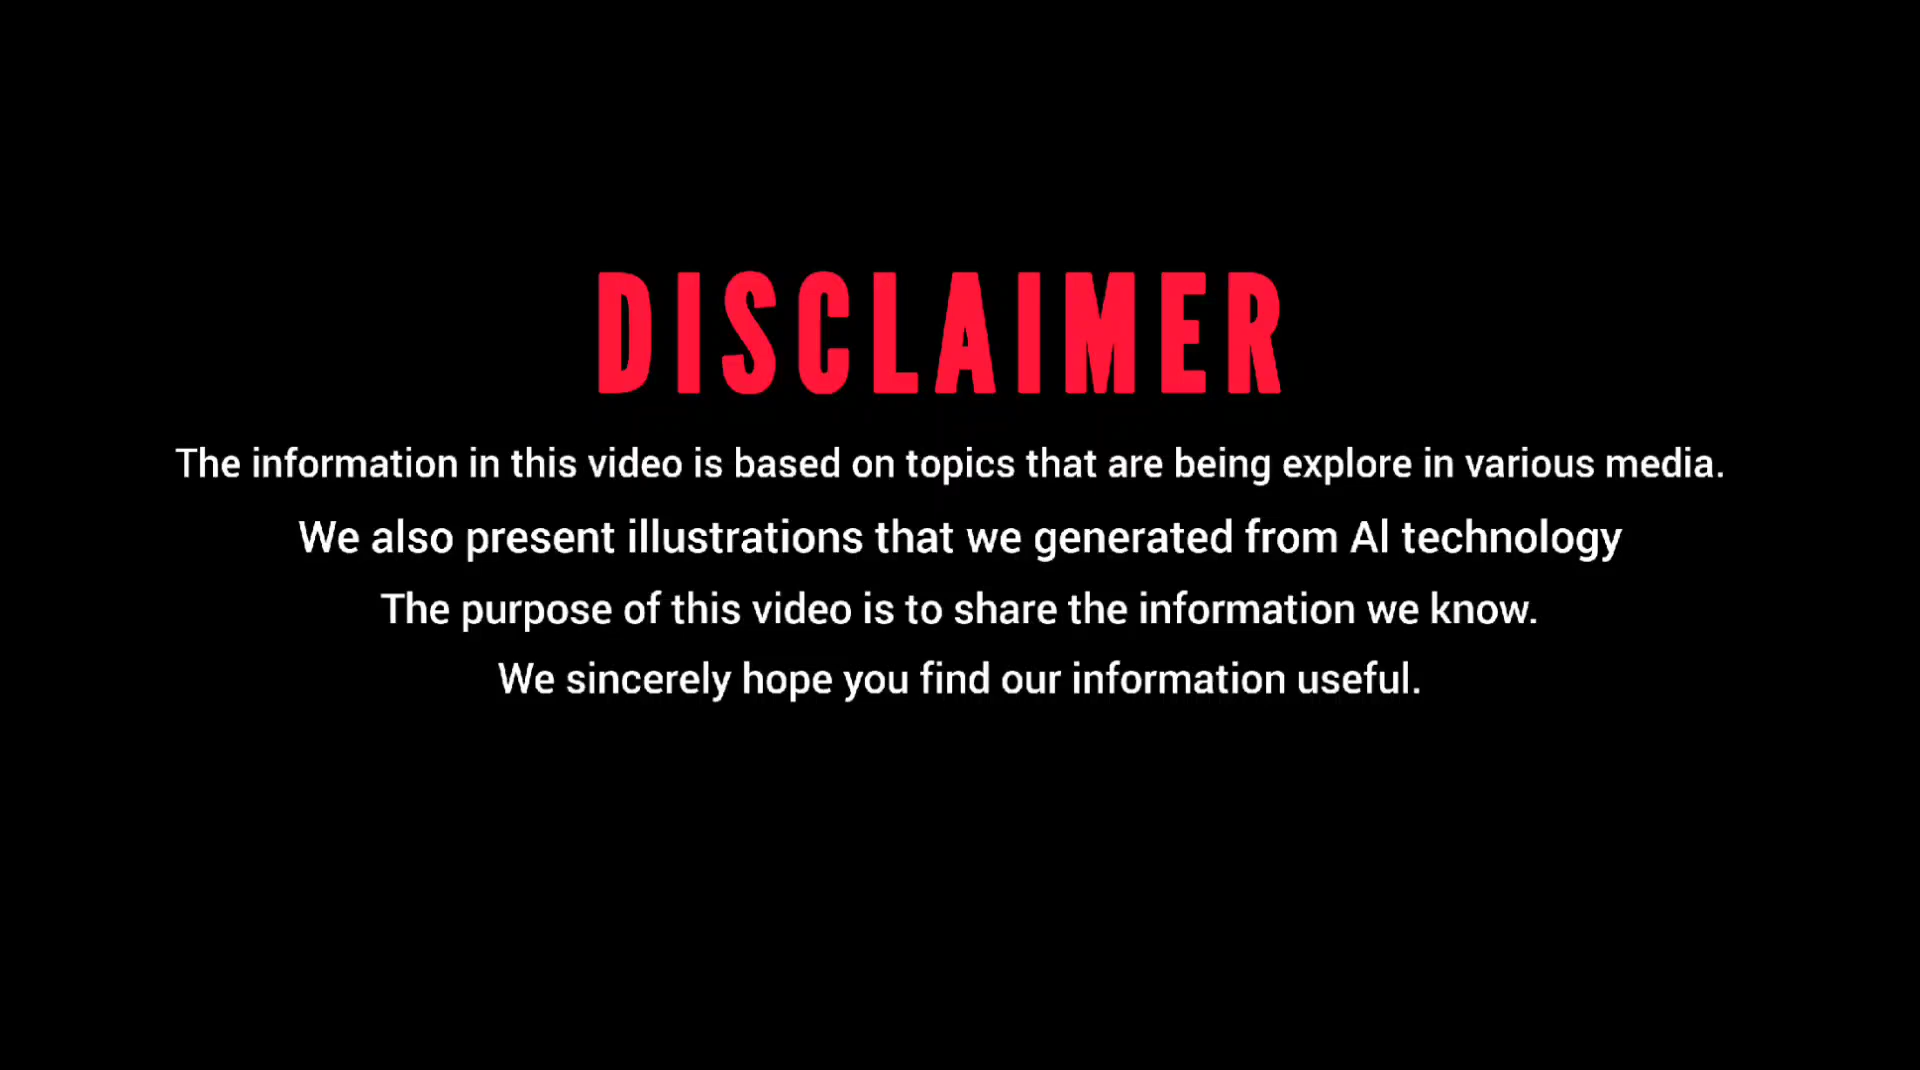 DISCLAIMER
The information in this video is based on topics that are being explore in various media.
We also present illustrations that we generated from AI technology
The purpose of this video is to share the information we know.
We sincerely hope you find our information useful.